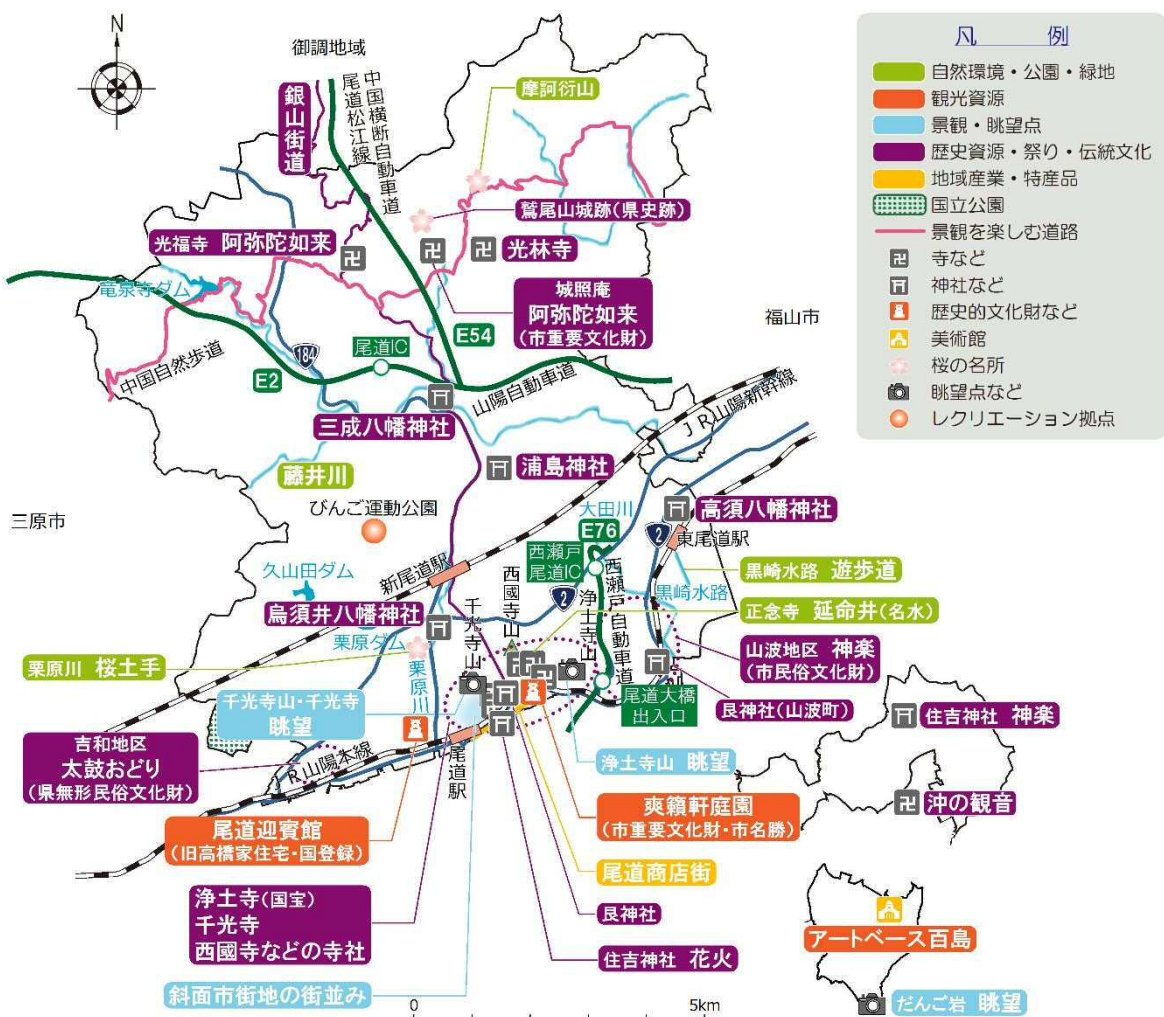 N
御調地域
中国横断自動車道
尾道松江線
銀山街道
摩訶衍山
鷲尾山城跡(県史跡)
光福寺 阿弥陀如来
光林寺
竜泉寺ダム
城照庵
阿弥陀如来
(市重要文化財)
福山市
E54
尾道IC
184
E2
中国自然歩道
山陽自動車道
JR山陽新幹線
三成八幡神社
藤井川
浦島神社
びんご運動公園
三原市
大田川
高須八幡神社
E76
2
東尾道駅
西瀬戸
尾道IC
新尾道駅
久山田ダム
西國寺山
2
浄土寺山
西瀬戸自動車道
黒崎水路
黒崎水路 遊歩道
烏須井八幡神社
千光寺山
正念寺 延命井(名水)
栗原ダム
栗原川 桜土手
栗原川
山波地区 神楽
(市民俗文化財)
千光寺山・千光寺
眺望
尾道大橋
出入口
艮神社(山波町)
住吉神社 神楽
吉和地区
太鼓おどり
(県無形民俗文化財)
JR山陽本線
尾道駅
浄土寺山 眺望
沖の観音
尾道迎賓館
(旧高橋家住宅・国登録)
爽籟軒庭園
(市重要文化財・市名勝)
尾道商店街
浄土寺(国宝)
千光寺
西國寺などの寺社
艮神社
アートベース百島
住吉神社 花火
斜面市街地の街並み
だんご岩 眺望
0
5km
凡 例
自然環境・公園・緑地
観光資源
景観・眺望点
歴史資源・祭り・伝統文化
地域産業・特産品
国立公園
景観を楽しむ道路
寺など
神社など
歴史的文化財など
美術館
桜の名所
眺望点など
レクリエーション拠点